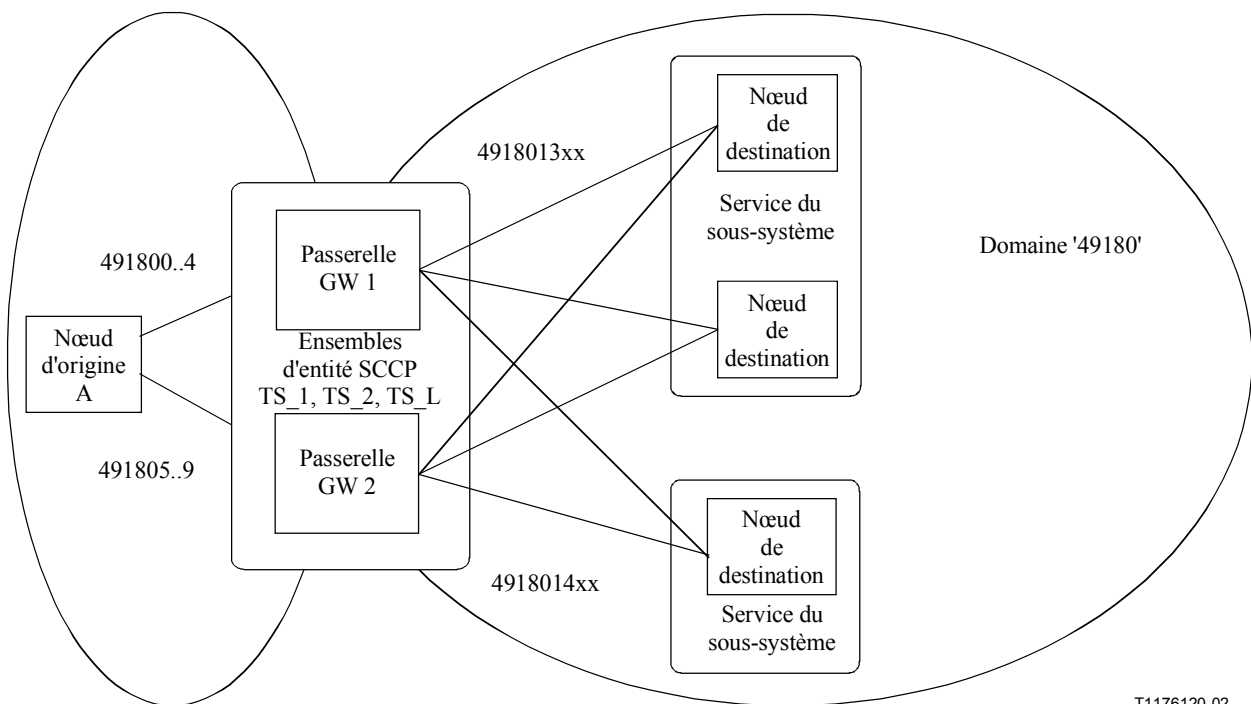 Nœud
de
destination
4918013xx
Service du
sous-système
Domaine '49180'
491800..4
Passerelle
GW 1
Nœud
d'origine
A
Ensembles
d'entité SCCP
TS_1, TS_2, TS_L
Nœud
de
destination
491805..9
Passerelle
GW 2
4918014xx
Nœud
de
destination
Service du
sous-système
T1176120-02